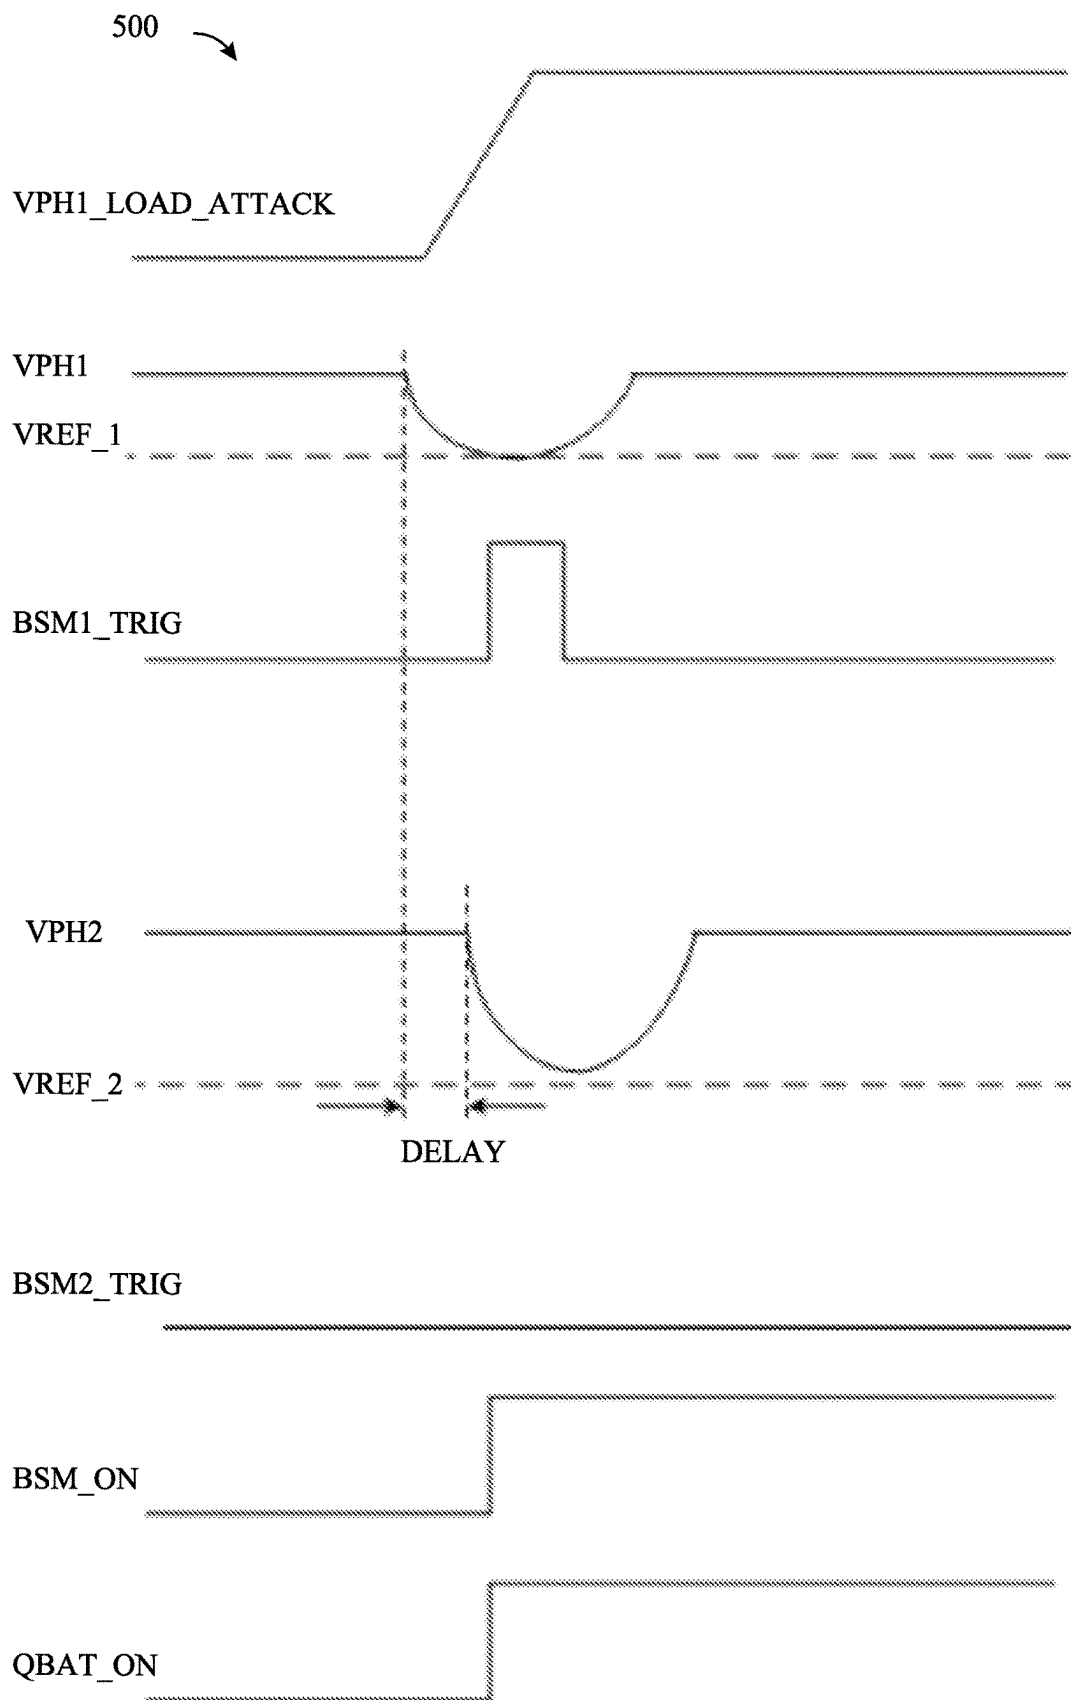 500
VPH1_LOAD_ATTACK
VPH1
VREF_1
BSM1_TRIG
VPH2
VREF_2
DELAY
BSM2_TRIG
BSM_ON
QBAT_ON